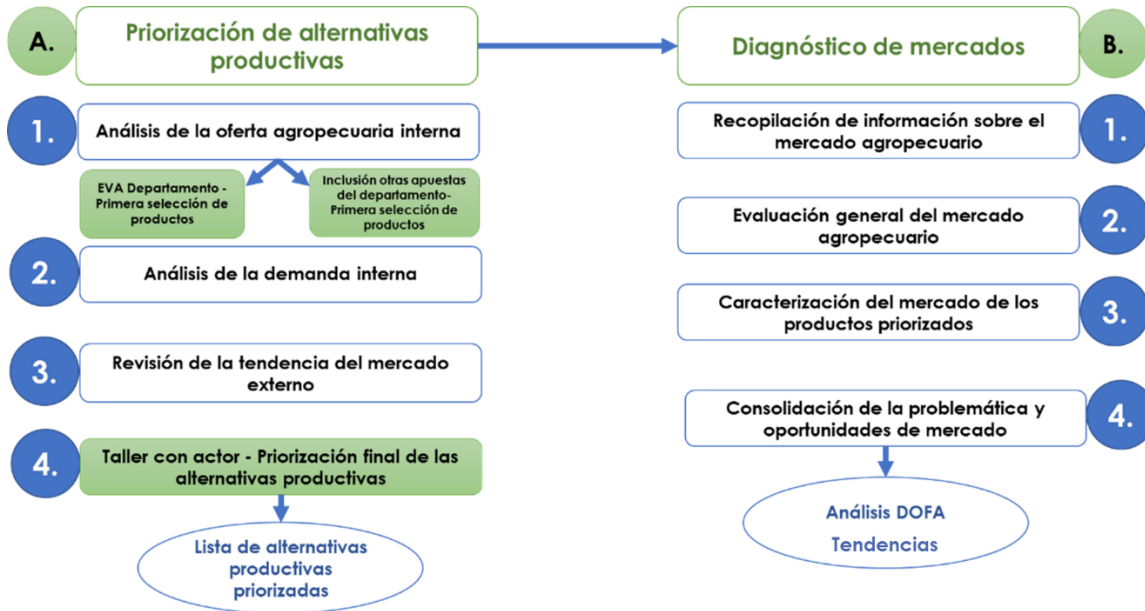 A.
Priorización de alternativas
productivas
1.
Análisis de la oferta agropecuaria interna
EVA Departamento -
Primera selección de
productos
Inclusión otras apuestas
del departamento-
Primera selección de
productos
2.
Análisis de la demanda interna
3.
Revisión de la tendencia del mercado
externo
4.
Taller con actor - Priorización final de las
alternativas productivas
Lista de alternativas
productivas
priorizadas
Diagnóstico de mercados
B.
Recopilación de información sobre el
mercado agropecuario
1.
Evaluación general del mercado
agropecuario
2.
Caracterización del mercado de los
productos priorizados
3.
Consolidación de la problemática y
oportunidades de mercado
4.
Análisis DOFA
Tendencias